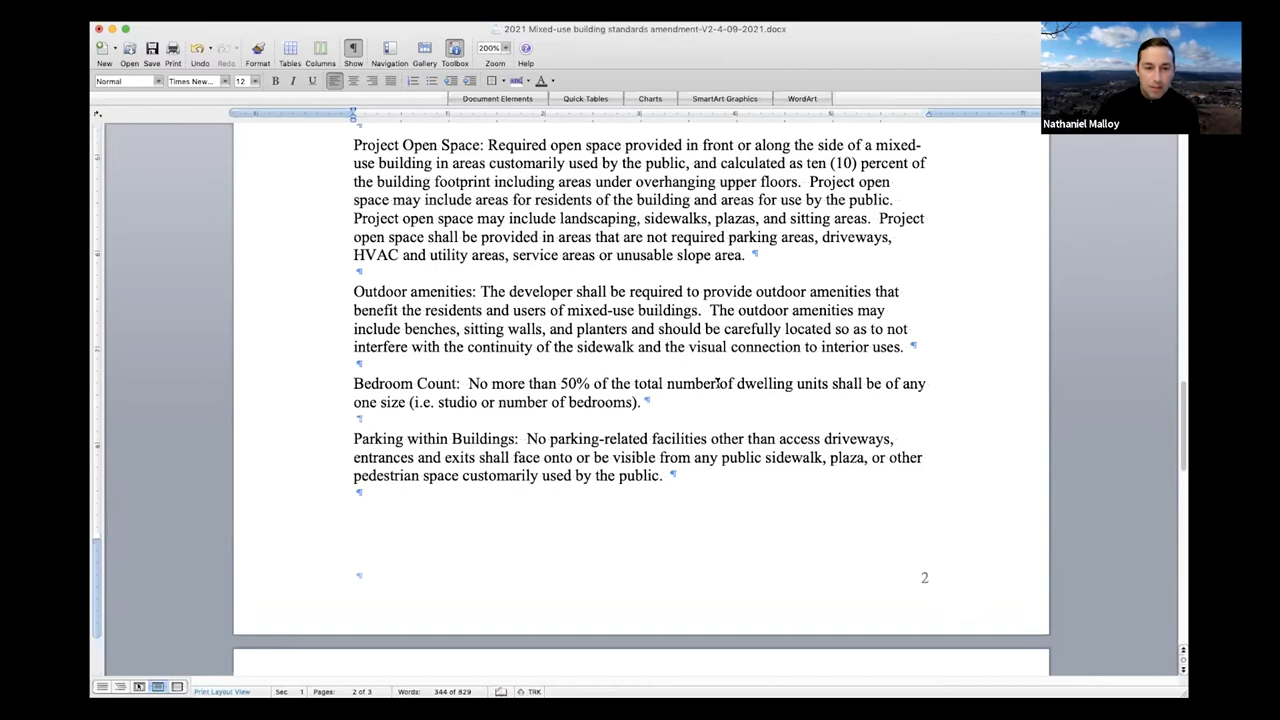 2021 Mixed-use building standards amendment-V2-4-09-2021.docx
New Open Save Print Undo Redo Format Tables Columns Show Navigation Gallery Toolbox Zoom Help
200%
Normal Times New... 12 B I U
Document Elements Quick Tables Charts SmartArt Graphics WordArt
Nathaniel Malloy
Project Open Space: Required open space provided in front or along the side of a mixed-
use building in areas customarily used by the public, and calculated as ten (10) percent of
the building footprint including areas under overhanging upper floors. Project open
space may include areas for residents of the building and areas for use by the public.
Project open space may include landscaping, sidewalks, plazas, and sitting areas. Project
open space shall be provided in areas that are not required parking areas, driveways,
HVAC and utility areas, service areas or unusable slope area.
Outdoor amenities: The developer shall be required to provide outdoor amenities that
benefit the residents and users of mixed-use buildings. The outdoor amenities may
include benches, sitting walls, and planters and should be carefully located so as to not
interfere with the continuity of the sidewalk and the visual connection to interior uses.
Bedroom Count: No more than 50% of the total number of dwelling units shall be of any
one size (i.e. studio or number of bedrooms).
Parking within Buildings: No parking-related facilities other than access driveways,
entrances and exits shall face onto or be visible from any public sidewalk, plaza, or other
pedestrian space customarily used by the public.
2
Print Layout View Sec 1 Pages: 2 of 3 Words: 344 of 829 TRK